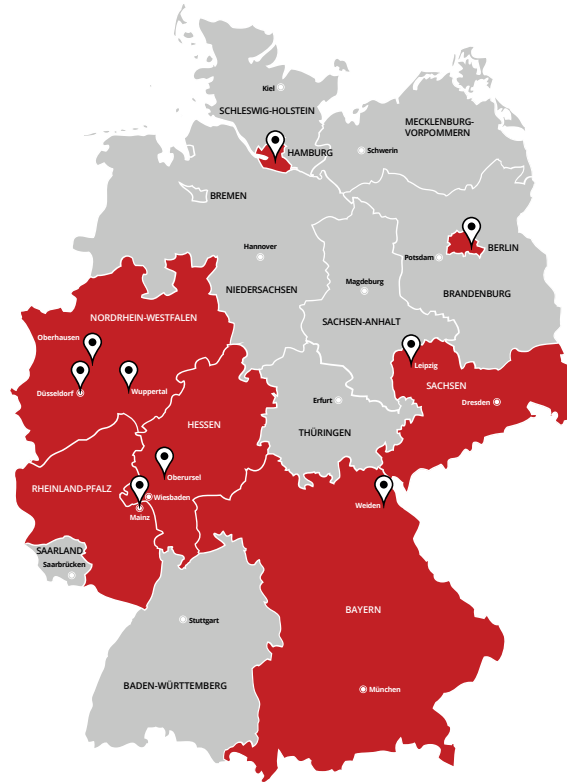 Kiel
SCHLESWIG-HOLSTEIN
MECKLENBURG-
VORPOMMERN
HAMBURG
Schwerin
BREMEN
Hannover
BERLIN
Potsdam
Magdeburg
NIEDERSACHSEN
BRANDENBURG
NORDRHEIN-WESTFALEN
SACHSEN-ANHALT
Oberhausen
Leipzig
Düsseldorf
Wuppertal
SACHSEN
Erfurt
Dresden
HESSEN
THÜRINGEN
Oberursel
RHEINLAND-PFALZ
Wiesbaden
Mainz
Weiden
SAARLAND
Saarbrücken
BAYERN
Stuttgart
BADEN-WÜRTTEMBERG
München